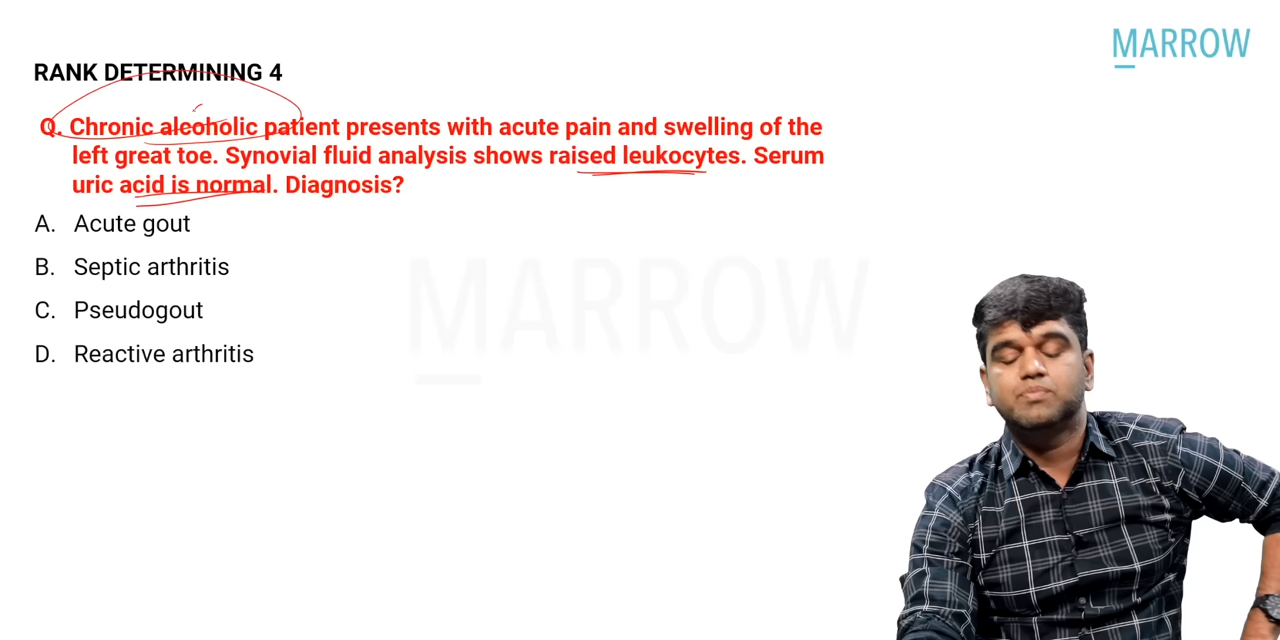 MARROW
RANK DETERMINING 4
Q. Chronic alcoholic patient presents with acute pain and swelling of the
left great toe. Synovial fluid analysis shows raised leukocytes. Serum
uric acid is normal. Diagnosis?
A. Acute gout
B. Septic arthritis
C. Pseudogout
D. Reactive arthritis
MARROW